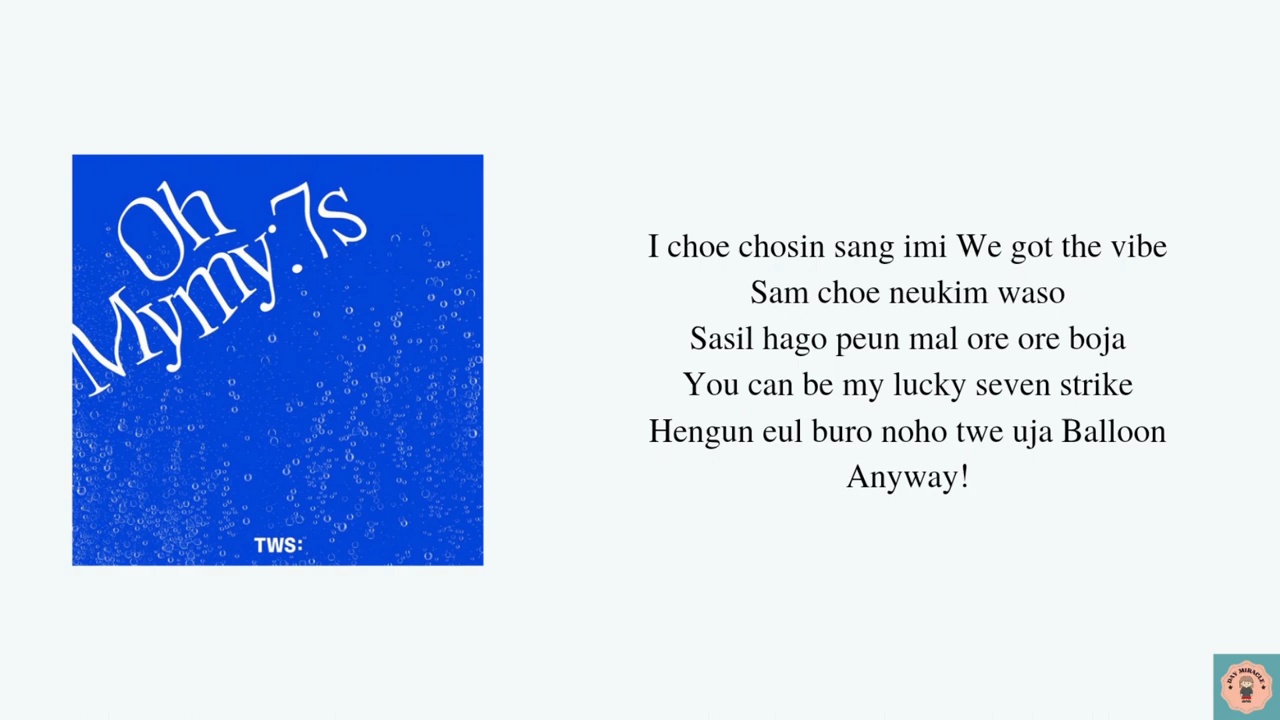 Oh
Mymy:7s
TWS:
I choe chosin sang imi We got the vibe
Sam choe neukim waso
Sasil hago peun mal ore ore boja
You can be my lucky seven strike
Hengun eul buro noho twe uja Balloon
Anyway!
DAY MIRACLE